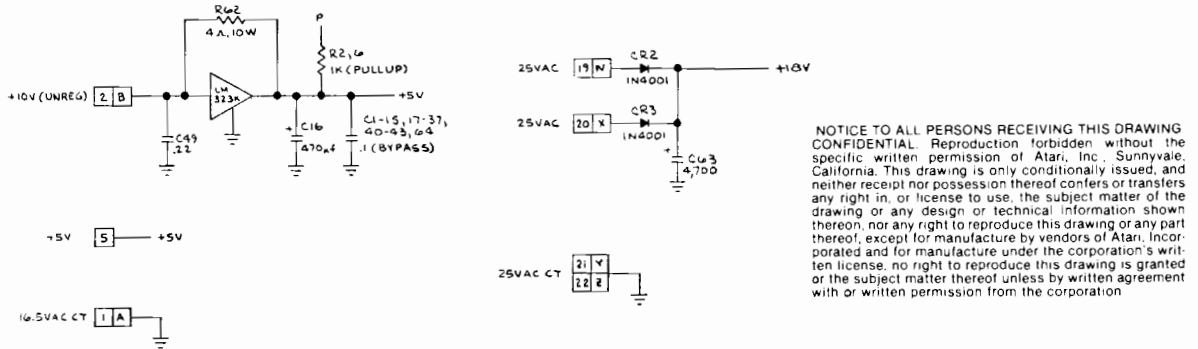 R62
4Ω, 10W
P
R2, 6
1K (PULLUP)
+10V (UNREG) 2 B
LM
323K
+5V
C49
.22
+ C16
470µf
C1-15, 17-37,
40-43, 64
.1 (BYPASS)
25VAC 19 N
CR2
1N4001
+18V
25VAC 20 X
CR3
1N4001
+ C63
4,700
+5V 5 +5V
25VAC CT 21 Y
22 Z
16.5VAC CT 1 A
NOTICE TO ALL PERSONS RECEIVING THIS DRAWING
CONFIDENTIAL. Reproduction forbidden without the
specific written permission of Atari, Inc., Sunnyvale,
California. This drawing is only conditionally issued, and
neither receipt nor possession thereof confers or transfers
any right in, or license to use, the subject matter of the
drawing or any design or technical information shown
thereon, nor any right to reproduce this drawing or any part
thereof, except for manufacture by vendors of Atari, Incor-
porated and for manufacture under the corporation's writ-
ten license, no right to reproduce this drawing is granted
or the subject matter thereof unless by written agreement
with or written permission from the corporation